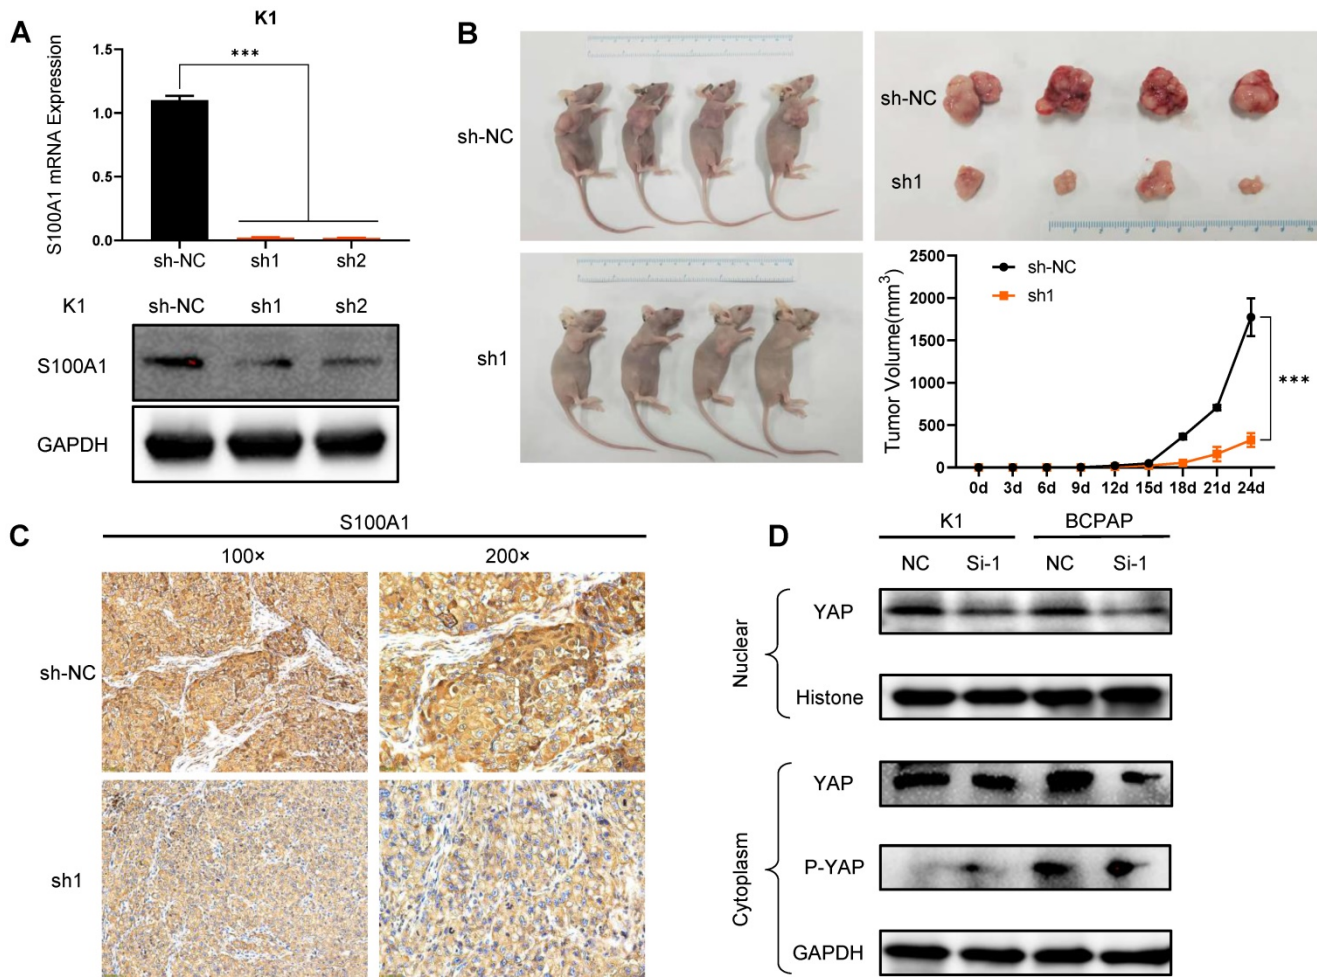 A
K1
S100A1 mRNA Expression
1.5
1.0
0.5
0.0
***
sh-NC sh1 sh2
K1 sh-NC sh1 sh2
S100A1
GAPDH
B
sh-NC
sh1
sh-NC
sh1
Tumor Volume(mm³)
2500
2000
1500
1000
500
0
sh-NC
sh1
***
0d 3d 6d 9d 12d 15d 18d 21d 24d
C
S100A1
100× 200×
sh-NC
sh1
D
K1 BCPAP
NC Si-1 NC Si-1
Nuclear
YAP
Histone
Cytoplasm
YAP
P-YAP
GAPDH